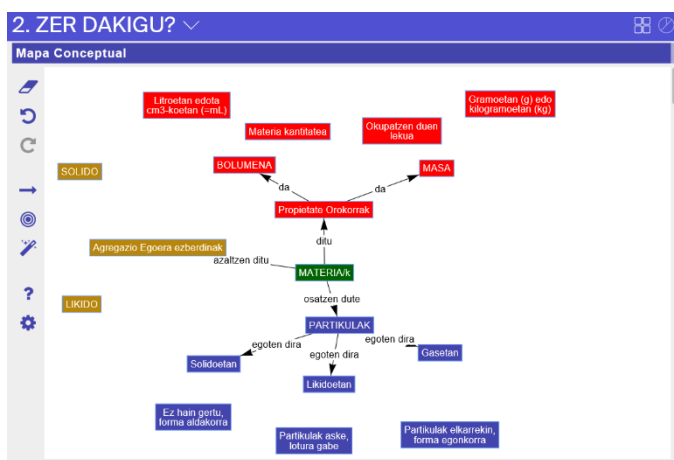 2. ZER DAKIGU?
Mapa Conceptual
Litroetan edota
cm3-koetan (=mL)
Gramoetan (g) edo
kilogramoetan (kg)
Materia kantitatea
Okupatzen duen
lekua
SOLIDO
BOLUMENA
MASA
da
da
Propietate Orokorrak
ditu
Agregazio Egoera ezberdinak
azaltzen ditu
MATERIA/k
osatzen dute
LIKIDO
PARTIKULAK
egoten dira
egoten dira
egoten dira
Solidoetan
Likidoetan
Gasetan
Ez hain gertu,
forma aldakorra
Partikulak aske,
lotura gabe
Partikulak elkarrekin,
forma egonkorra
?